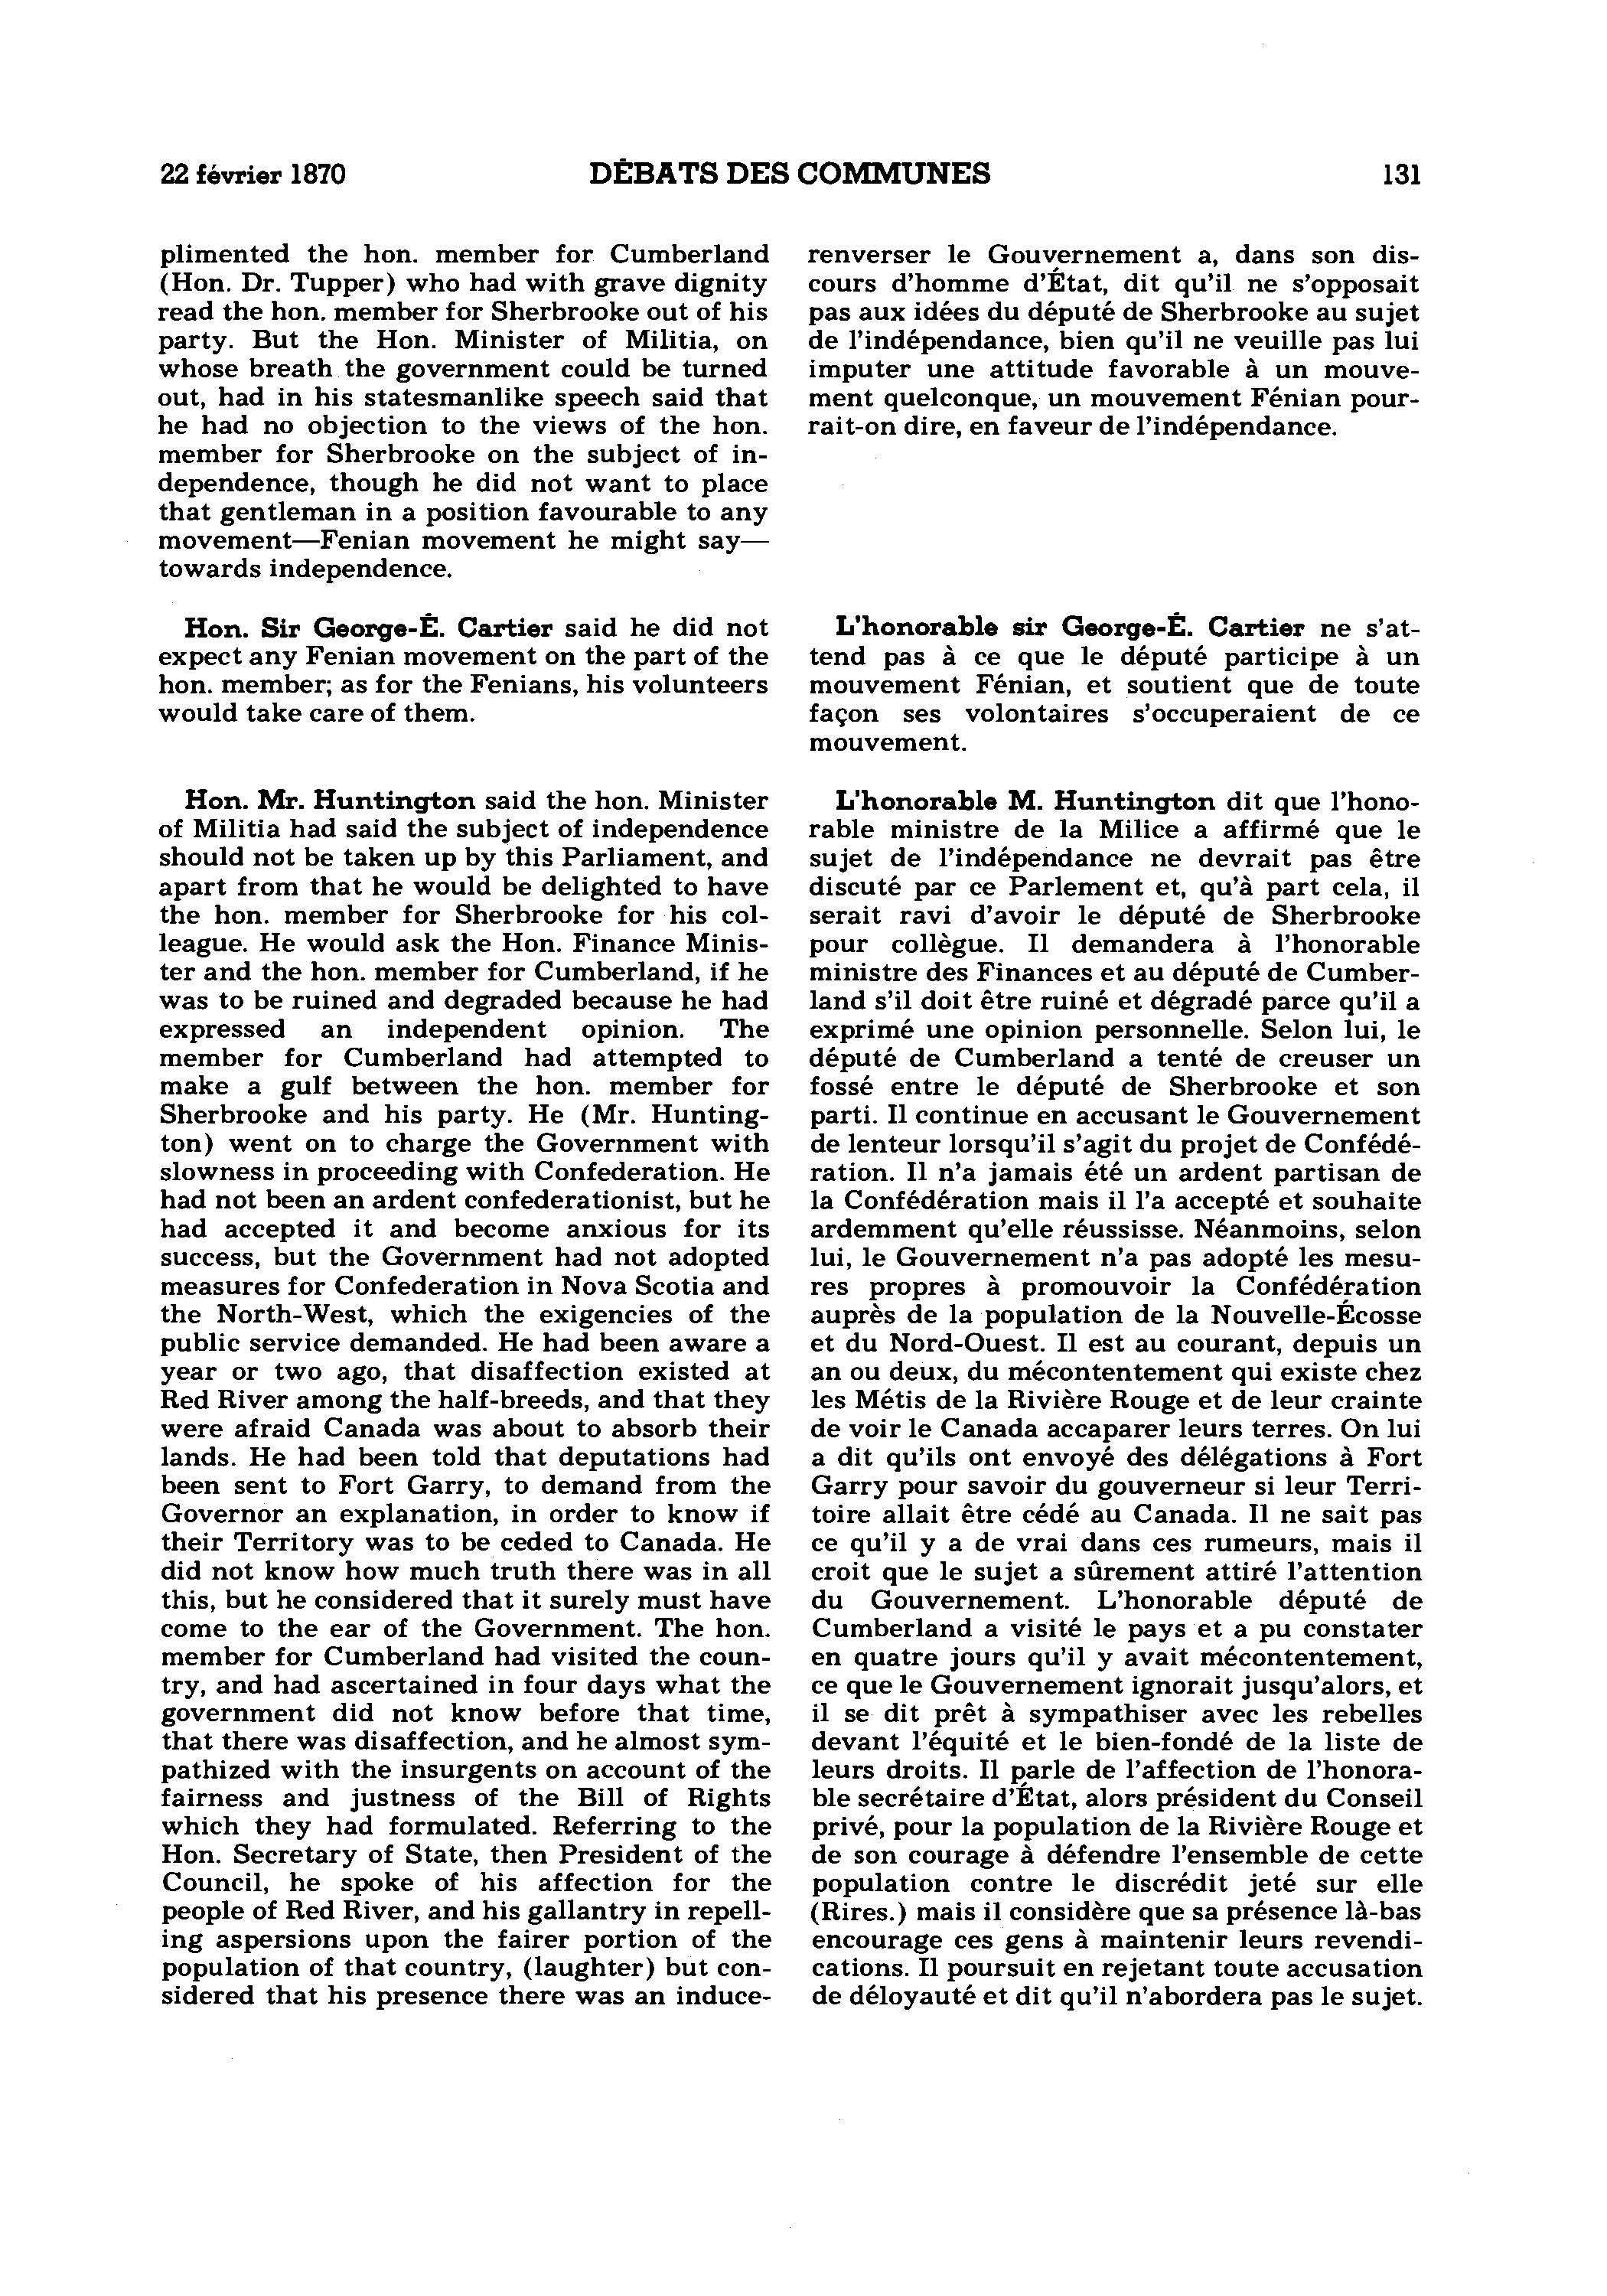 22 février 1870
DÉBATS DES COMMUNES
131
plimented the hon. member for Cumberland
(Hon. Dr. Tupper) who had with grave dignity
read the hon. member for Sherbrooke out of his
party. But the Hon. Minister of Militia, on
whose breath the government could be turned
out, had in his statesmanlike speech said that
he had no objection to the views of the hon.
member for Sherbrooke on the subject of in-
dependence, though he did not want to place
that gentleman in a position favourable to any
movement—Fenian movement he might say—
towards independence.
Hon. Sir George-É. Cartier said he did not
expect any Fenian movement on the part of the
hon. member; as for the Fenians, his volunteers
would take care of them.
Hon. Mr. Huntington said the hon. Minister
of Militia had said the subject of independence
should not be taken up by this Parliament, and
apart from that he would be delighted to have
the hon. member for Sherbrooke for his col-
league. He would ask the Hon. Finance Minis-
ter and the hon. member for Cumberland, if he
was to be ruined and degraded because he had
expressed an independent opinion. The
member for Cumberland had attempted to
make a gulf between the hon. member for
Sherbrooke and his party. He (Mr. Hunting-
ton) went on to charge the Government with
slowness in proceeding with Confederation. He
had not been an ardent confederationist, but he
had accepted it and become anxious for its
success, but the Government had not adopted
measures for Confederation in Nova Scotia and
the North-West, which the exigencies of the
public service demanded. He had been aware a
year or two ago, that disaffection existed at
Red River among the half-breeds, and that they
were afraid Canada was about to absorb their
lands. He had been told that deputations had
been sent to Fort Garry, to demand from the
Governor an explanation, in order to know if
their Territory was to be ceded to Canada. He
did not know how much truth there was in all
this, but he considered that it surely must have
come to the ear of the Government. The hon.
member for Cumberland had visited the coun-
try, and had ascertained in four days what the
government did not know before that time,
that there was disaffection, and he almost sym-
pathized with the insurgents on account of the
fairness and justness of the Bill of Rights
which they had formulated. Referring to the
Hon. Secretary of State, then President of the
Council, he spoke of his affection for the
people of Red River, and his gallantry in repell-
ing aspersions upon the fairer portion of the
population of that country, (laughter) but con-
sidered that his presence there was an induce-
renverser le Gouvernement a, dans son dis-
cours d'homme d'État, dit qu'il ne s'opposait
pas aux idées du député de Sherbrooke au sujet
de l'indépendance, bien qu'il ne veuille pas lui
imputer une attitude favorable à un mouve-
ment quelconque, un mouvement Fénian pour-
rait-on dire, en faveur de l'indépendance.
L'honorable sir George-É. Cartier ne s'at-
tend pas à ce que le député participe à un
mouvement Fénian, et soutient que de toute
façon ses volontaires s'occuperaient de ce
mouvement.
L'honorable M. Huntington dit que l'hono-
rable ministre de la Milice a affirmé que le
sujet de l'indépendance ne devrait pas être
discuté par ce Parlement et, qu'à part cela, il
serait ravi d'avoir le député de Sherbrooke
pour collègue. Il demandera à l'honorable
ministre des Finances et au député de Cumber-
land s'il doit être ruiné et dégradé parce qu'il a
exprimé une opinion personnelle. Selon lui, le
député de Cumberland a tenté de creuser un
fossé entre le député de Sherbrooke et son
parti. Il continue en accusant le Gouvernement
de lenteur lorsqu'il s'agit du projet de Confédé-
ration. Il n'a jamais été un ardent partisan de
la Confédération mais il l'a accepté et souhaite
ardemment qu'elle réussisse. Néanmoins, selon
lui, le Gouvernement n'a pas adopté les mesu-
res propres à promouvoir la Confédération
auprès de la population de la Nouvelle-Écosse
et du Nord-Ouest. Il est au courant, depuis un
an ou deux, du mécontentement qui existe chez
les Métis de la Rivière Rouge et de leur crainte
de voir le Canada accaparer leurs terres. On lui
a dit qu'ils ont envoyé des délégations à Fort
Garry pour savoir du gouverneur si leur Terri-
toire allait être cédé au Canada. Il ne sait pas
ce qu'il y a de vrai dans ces rumeurs, mais il
croit que le sujet a sûrement attiré l'attention
du Gouvernement. L'honorable député de
Cumberland a visité le pays et a pu constater
en quatre jours qu'il y avait mécontentement,
ce que le Gouvernement ignorait jusqu'alors, et
il se dit prêt à sympathiser avec les rebelles
devant l'équité et le bien-fondé de la liste de
leurs droits. Il parle de l'affection de l'honora-
ble secrétaire d'État, alors président du Conseil
privé, pour la population de la Rivière Rouge et
de son courage à défendre l'ensemble de cette
population contre le discrédit jeté sur elle
(Rires.) mais il considère que sa présence là-bas
encourage ces gens à maintenir leurs revendi-
cations. Il poursuit en rejetant toute accusation
de déloyauté et dit qu'il n'abordera pas le sujet.